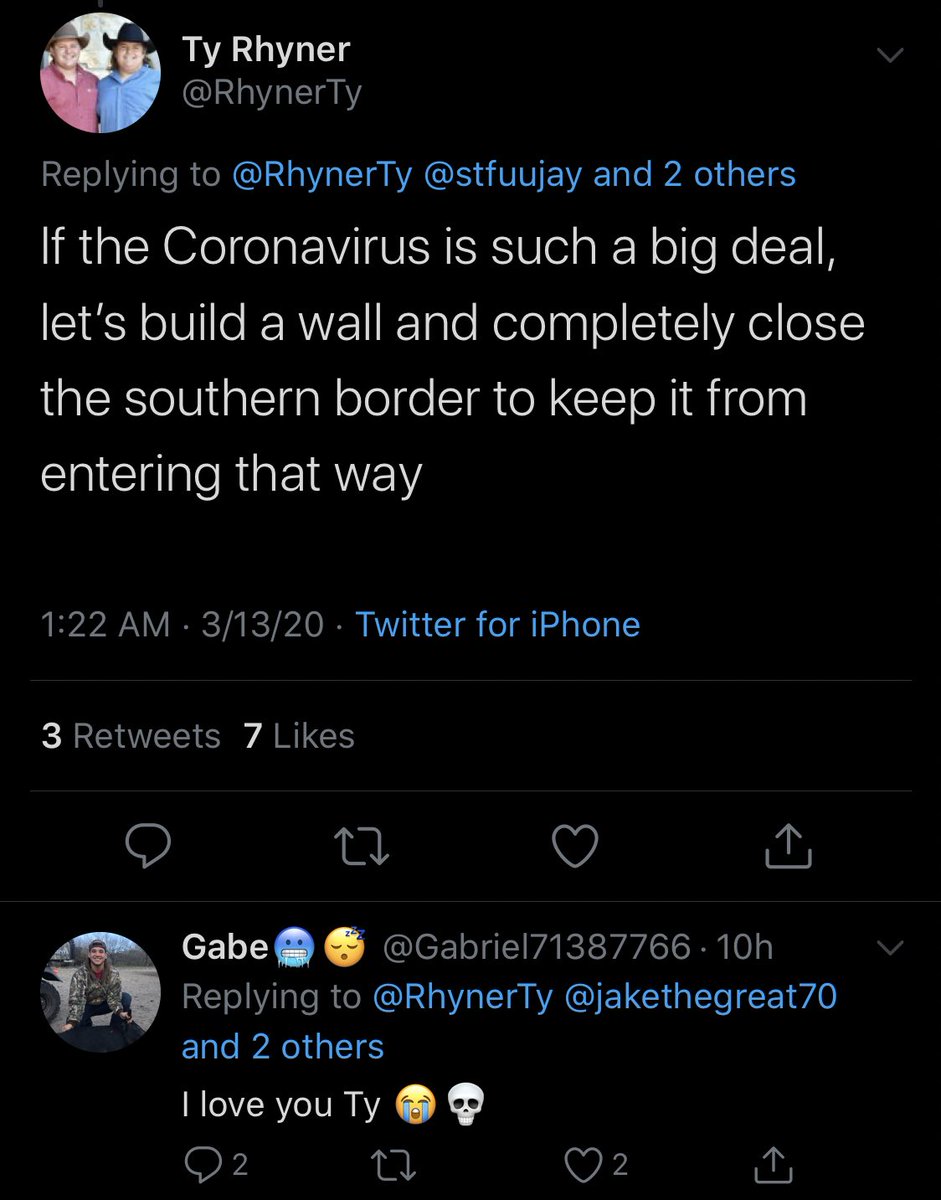 Ty Rhyner
@RhynerTy
Replying to @RhynerTy @stfuujay and 2 others
If the Coronavirus is such a big deal,
let’s build a wall and completely close
the southern border to keep it from
entering that way
1:22 AM · 3/13/20 · Twitter for iPhone
3 Retweets 7 Likes
Gabe🥶😴 @Gabriel71387766 · 10h
Replying to @RhynerTy @jakethegreat70
and 2 others
I love you Ty 😭💀
2 2